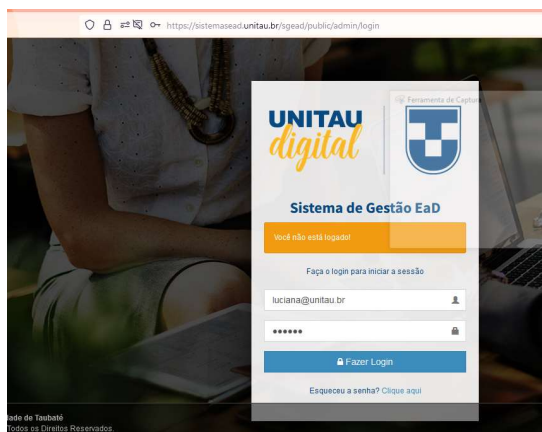 https://sistemasead.unitau.br/sgead/public/admin/login
Ferramenta de Captura
UNITAU
digital
Sistema de Gestão EaD
Você não está logado!
Faça o login para iniciar a sessão
luciana@unitau.br
••••••
Fazer Login
Esqueceu a senha? Clique aqui
dade de Taubaté
Todos os Direitos Reservados.